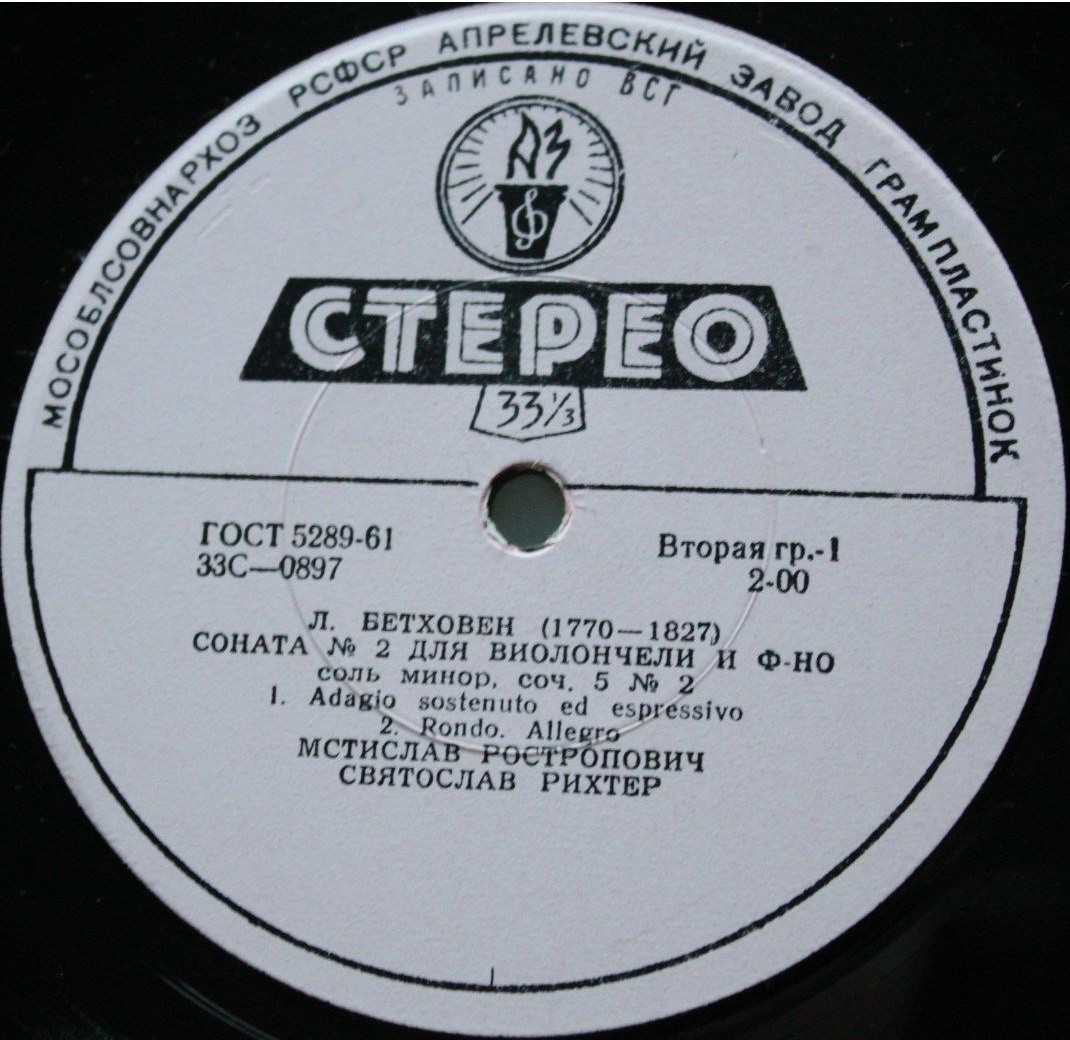 МОСОБЛСОВНАРХОЗ РСФСР АПРЕЛЕВСКИЙ ЗАВОД ГРАМПЛАСТИНОК
ЗАПИСАНО ВСГ
АЗ
СТЕРЕО
33⅓
ГОСТ 5289-61
33С—0897
Вторая гр.-1
2-00
Л. БЕТХОВЕН (1770—1827)
СОНАТА № 2 ДЛЯ ВИОЛОНЧЕЛИ И Ф-НО
соль минор, соч. 5 № 2
1. Adagio sostenuto ed espressivo
2. Rondo. Allegro
МСТИСЛАВ РОСТРОПОВИЧ
СВЯТОСЛАВ РИХТЕР